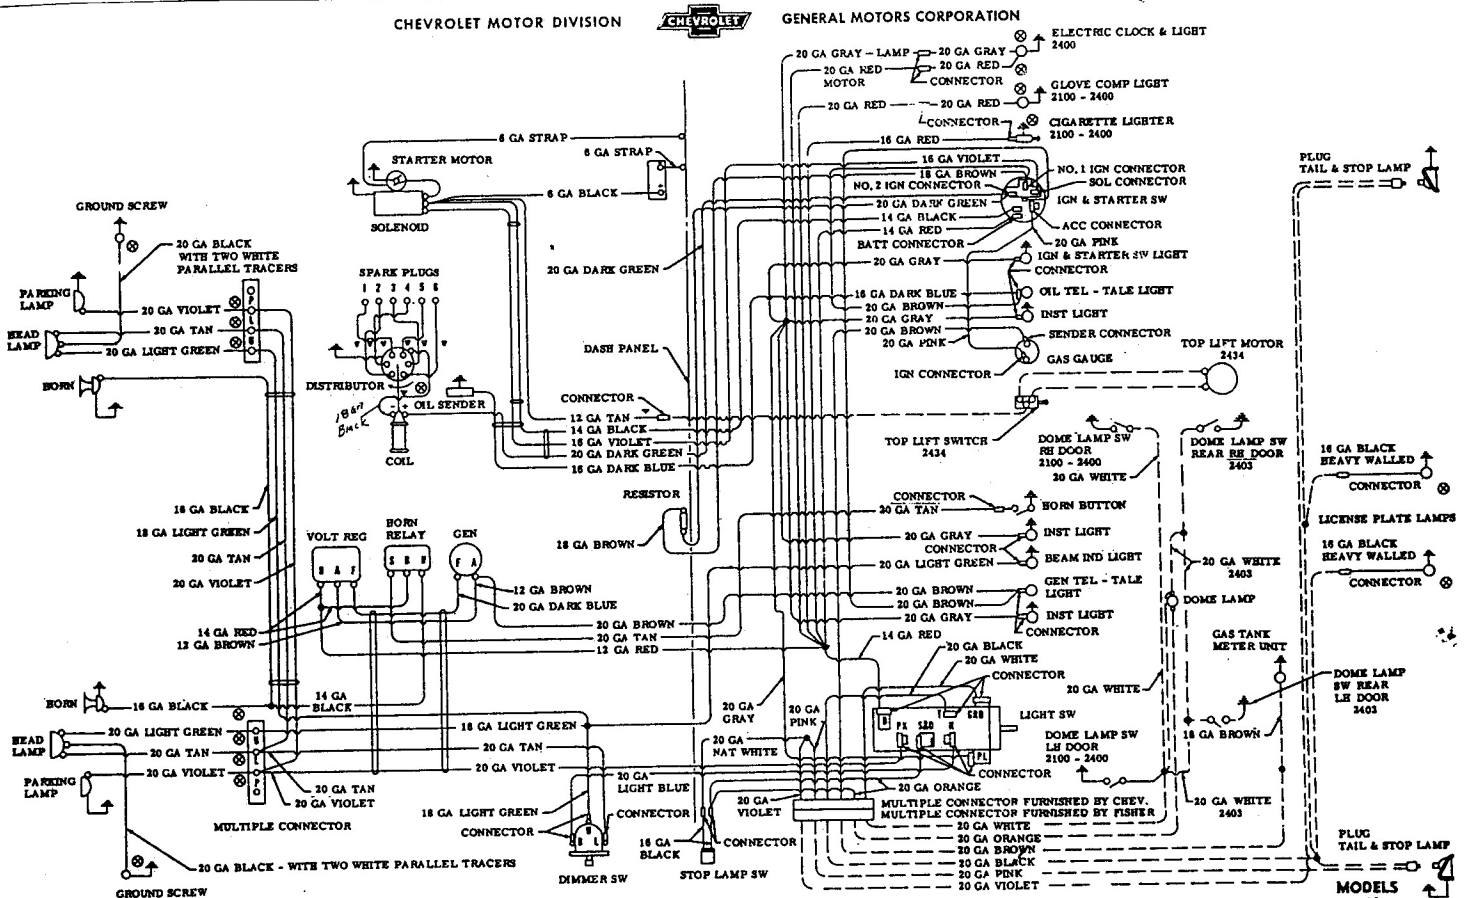 CHEVROLET MOTOR DIVISION
CHEVROLET
GENERAL MOTORS CORPORATION
20 GA GRAY - LAMP
20 GA GRAY
ELECTRIC CLOCK & LIGHT
2400
20 GA RED
MOTOR
20 GA RED
CONNECTOR
GLOVE COMP LIGHT
2100 - 2400
20 GA RED
20 GA RED
CONNECTOR
CIGARETTE LIGHTER
2100 - 2400
6 GA STRAP
16 GA RED
6 GA STRAP
STARTER MOTOR
16 GA VIOLET
18 GA BROWN
NO. 1 IGN CONNECTOR
SOL CONNECTOR
NO. 2 IGN CONNECTOR
6 GA BLACK
IGN & STARTER SW
20 GA DARK GREEN
14 GA BLACK
SOLENOID
14 GA RED
ACC CONNECTOR
BATT CONNECTOR
20 GA PINK
PLUG
TAIL & STOP LAMP
GROUND SCREW
20 GA BLACK
WITH TWO WHITE
PARALLEL TRACERS
20 GA DARK GREEN
20 GA GRAY
IGN & STARTER SW LIGHT
CONNECTOR
SPARK PLUGS
1 2 3 4 5 6
PARKING
LAMP
20 GA VIOLET
16 GA DARK BLUE
OIL TEL - TALE LIGHT
20 GA BROWN
20 GA GRAY
INST LIGHT
HEAD
LAMP
20 GA TAN
20 GA LIGHT GREEN
20 GA BROWN
20 GA PINK
SENDER CONNECTOR
GAS GAUGE
IGN CONNECTOR
DASH PANEL
TOP LIFT MOTOR
2434
HORN
DISTRIBUTOR
OIL SENDER
CONNECTOR
12 GA TAN
14 GA BLACK
16 GA VIOLET
20 GA DARK GREEN
16 GA DARK BLUE
COIL
TOP LIFT SWITCH
2434
DOME LAMP SW
RH DOOR
2100 - 2400
20 GA WHITE
DOME LAMP SW
REAR RH DOOR
2403
16 GA BLACK
HEAVY WALLED
CONNECTOR
RESISTOR
18 GA BROWN
CONNECTOR
20 GA TAN
HORN BUTTON
LICENSE PLATE LAMPS
16 GA BLACK
18 GA LIGHT GREEN
20 GA TAN
20 GA VIOLET
VOLT REG
B A F
HORN
RELAY
S B H
GEN
F A
20 GA GRAY
CONNECTOR
INST LIGHT
20 GA LIGHT GREEN
BEAM IND LIGHT
16 GA BLACK
HEAVY WALLED
CONNECTOR
20 GA WHITE
2403
12 GA BROWN
20 GA DARK BLUE
20 GA BROWN
20 GA BROWN
GEN TEL - TALE
LIGHT
DOME LAMP
20 GA GRAY
INST LIGHT
CONNECTOR
14 GA RED
12 GA BROWN
20 GA BROWN
20 GA TAN
12 GA RED
14 GA RED
20 GA BLACK
20 GA WHITE
CONNECTOR
GAS TANK
METER UNIT
HORN
16 GA BLACK
14 GA
BLACK
20 GA WHITE
DOME LAMP
SW REAR
LH DOOR
2403
20 GA
GRAY
20 GA
PINK
LIGHT SW
HEAD
LAMP
20 GA LIGHT GREEN
18 GA LIGHT GREEN
20 GA TAN
20 GA TAN
20 GA
NAT WHITE
DOME LAMP SW
LH DOOR
2100 - 2400
18 GA BROWN
PARKING
LAMP
20 GA VIOLET
20 GA VIOLET
20 GA
LIGHT BLUE
CONNECTOR
20 GA ORANGE
20 GA TAN
20 GA VIOLET
20 GA
VIOLET
20 GA WHITE
2403
MULTIPLE CONNECTOR
18 GA LIGHT GREEN
CONNECTOR
CONNECTOR
MULTIPLE CONNECTOR FURNISHED BY CHEV.
MULTIPLE CONNECTOR FURNISHED BY FISHER
20 GA WHITE
20 GA ORANGE
20 GA BROWN
20 GA BLACK
20 GA PINK
20 GA VIOLET
16 GA
BLACK
CONNECTOR
STOP LAMP SW
DIMMER SW
20 GA BLACK - WITH TWO WHITE PARALLEL TRACERS
GROUND SCREW
PLUG
TAIL & STOP LAMP
MODELS